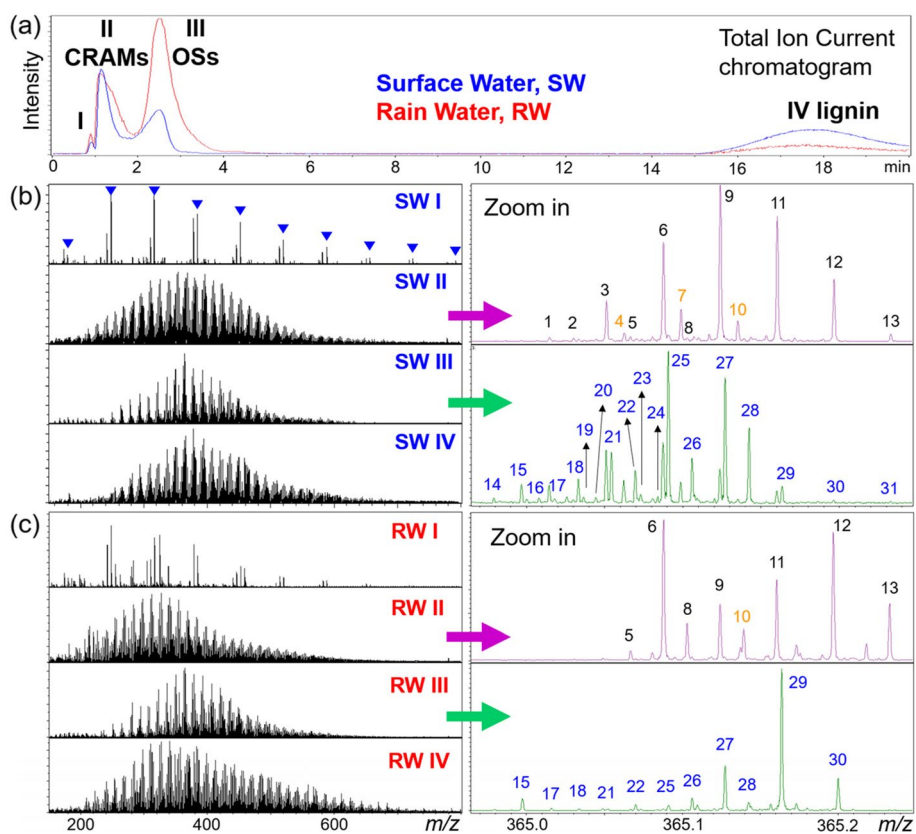 (a)
II
CRAMs
III
OSs
I
Intensity
Surface Water, SW
Rain Water, RW
Total Ion Current
chromatogram
IV lignin
0 2 4 6 8 10 12 14 16 18 min
(b)
SW I
SW II
SW III
SW IV
Zoom in
1 2 3 4 5 6 7 8 9 10 11 12 13
14 15 16 17 18 19 20 21 22 23 24 25 26 27 28 29 30 31
(c)
RW I
RW II
RW III
RW IV
Zoom in
5 6 8 9 10 11 12 13
15 17 18 21 22 25 26 27 28 29 30
200 400 600 m/z
365.0 365.1 365.2 m/z